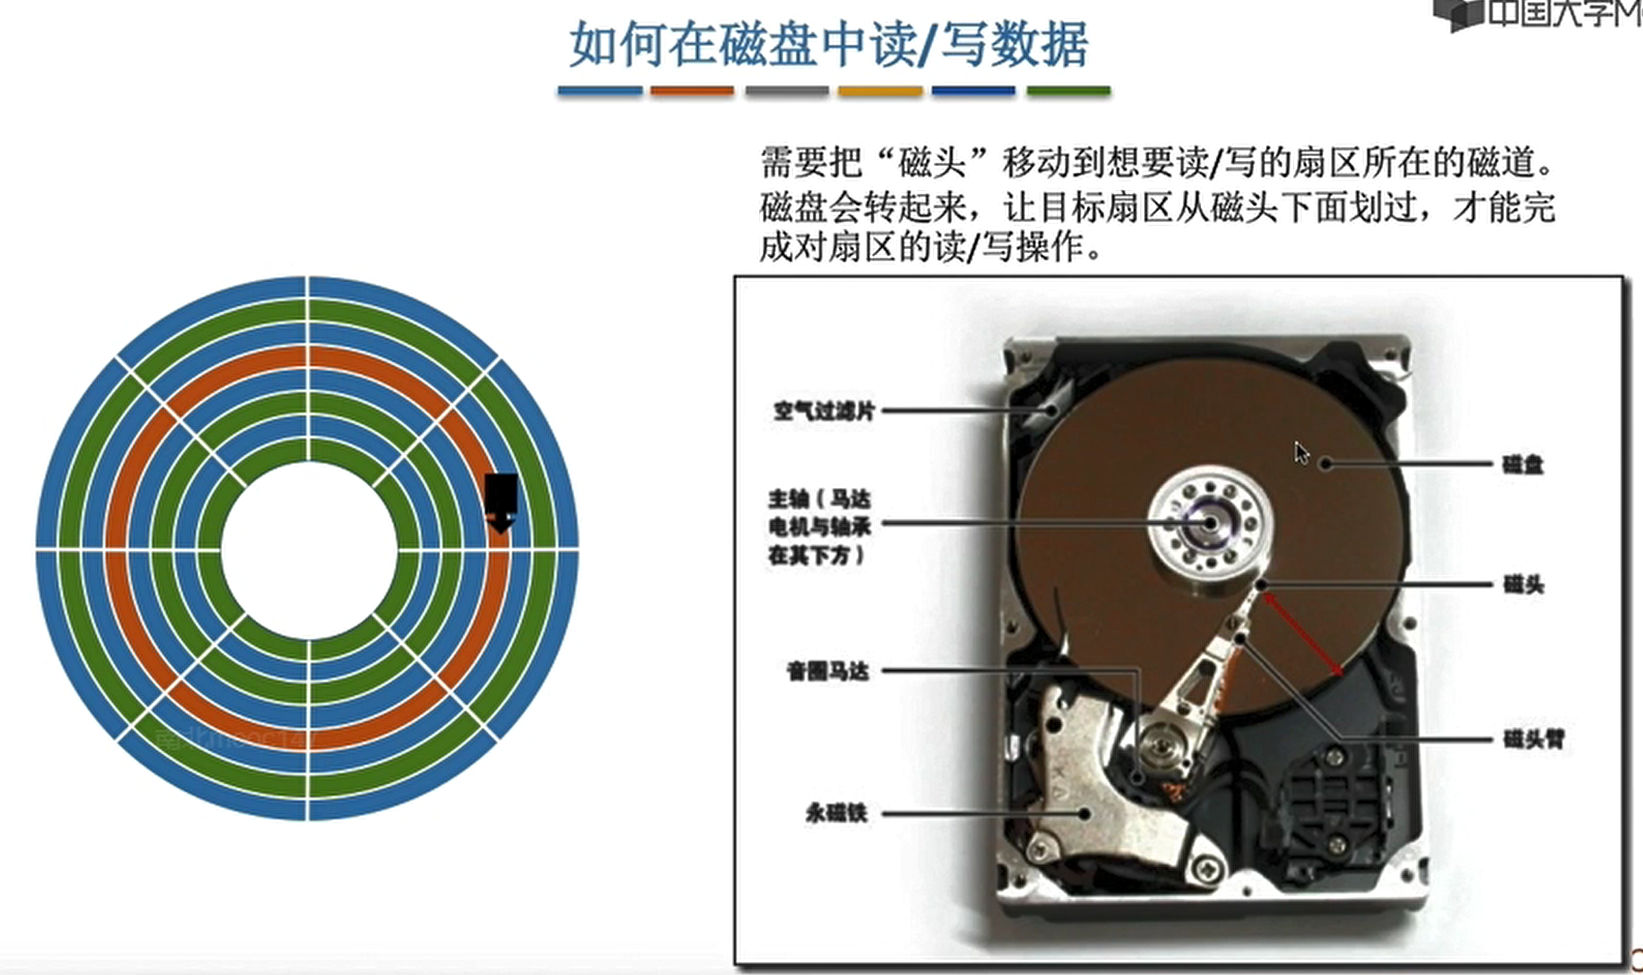 中国大学M
如何在磁盘中读/写数据
需要把“磁头”移动到想要读/写的扇区所在的磁道。
磁盘会转起来，让目标扇区从磁头下面划过，才能完
成对扇区的读/写操作。
空气过滤片
磁盘
主轴（马达
电机与轴承
在其下方）
磁头
音圈马达
磁头臂
永磁铁